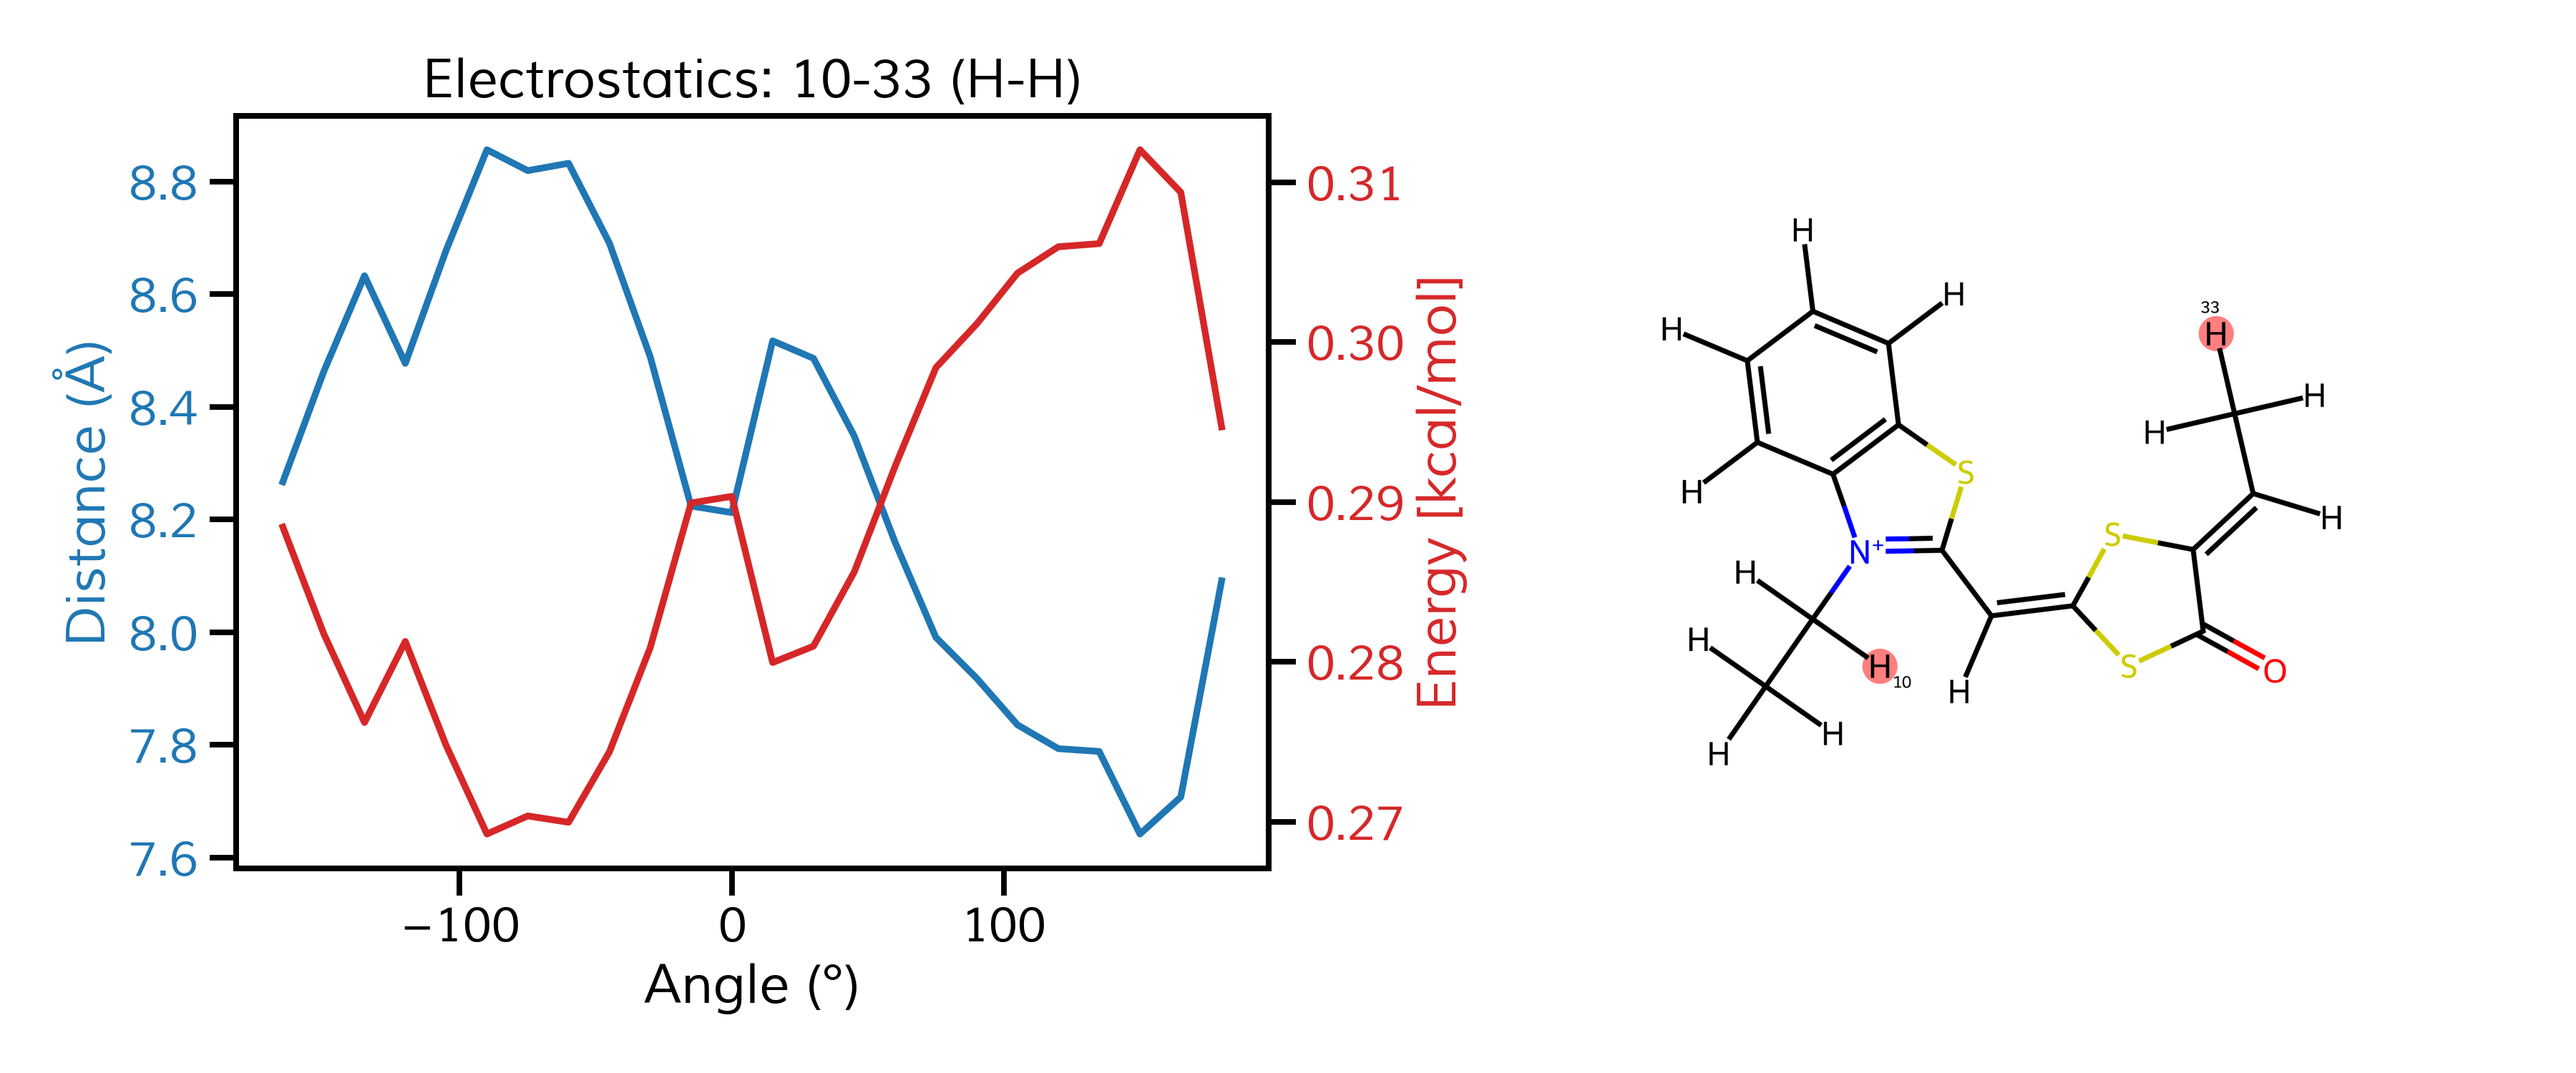 Electrostatics: 10-33 (H-H)
Distance (Å)
8.8
8.6
8.4
8.2
8.0
7.8
7.6
0.31
0.30
0.29
0.28
0.27
Energy [kcal/mol]
−100 0 100
Angle (°)
H
H
H
33
H
H
H
H
S
H
H
S
N+
H
H
H
10
H
S
O
H
H
H